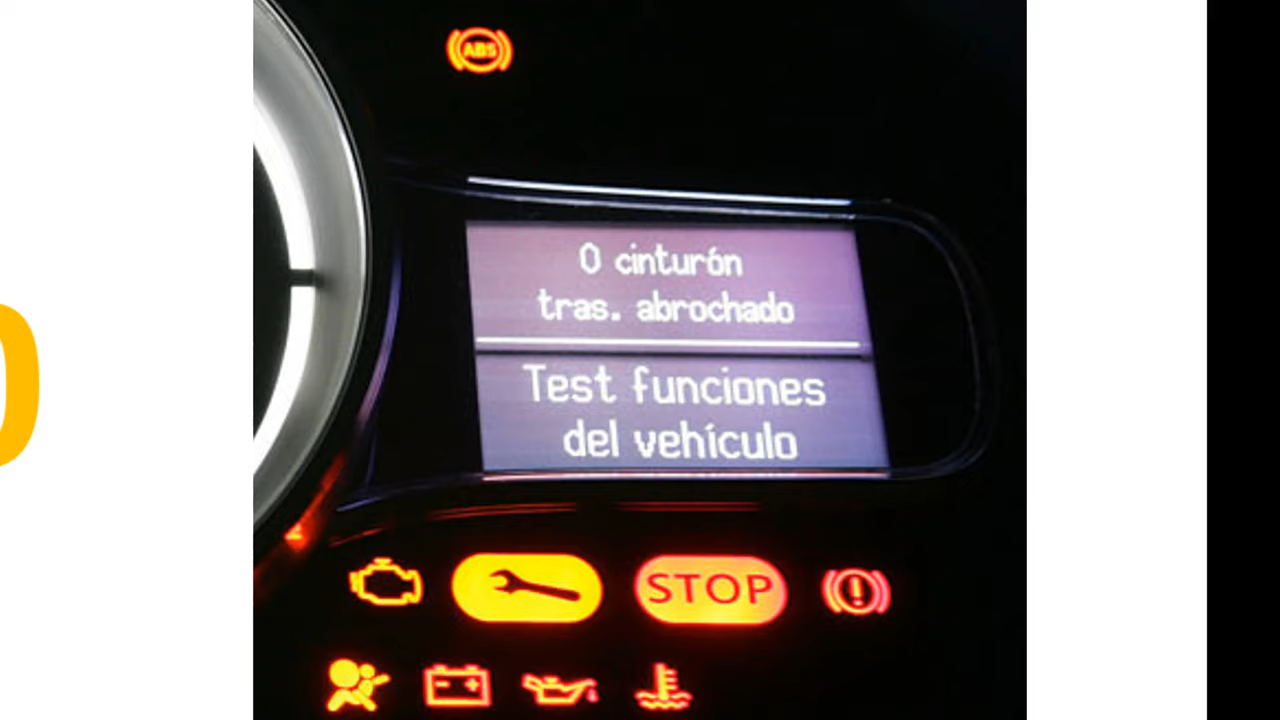 ABS
0 cinturón
tras. abrochado
Test funciones
del vehículo
STOP